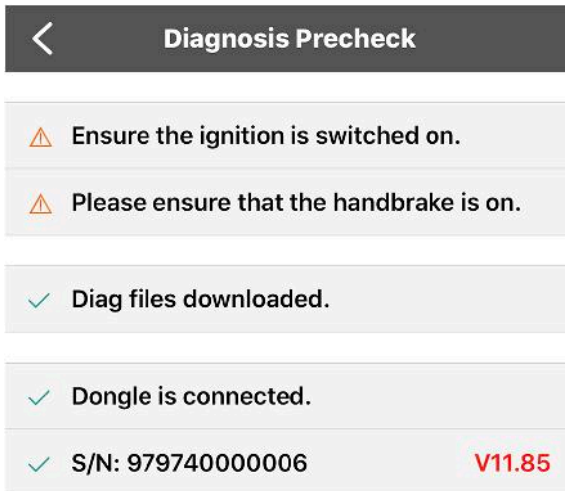 Diagnosis Precheck
Ensure the ignition is switched on.
Please ensure that the handbrake is on.
Diag files downloaded.
Dongle is connected.
S/N: 979740000006 V11.85